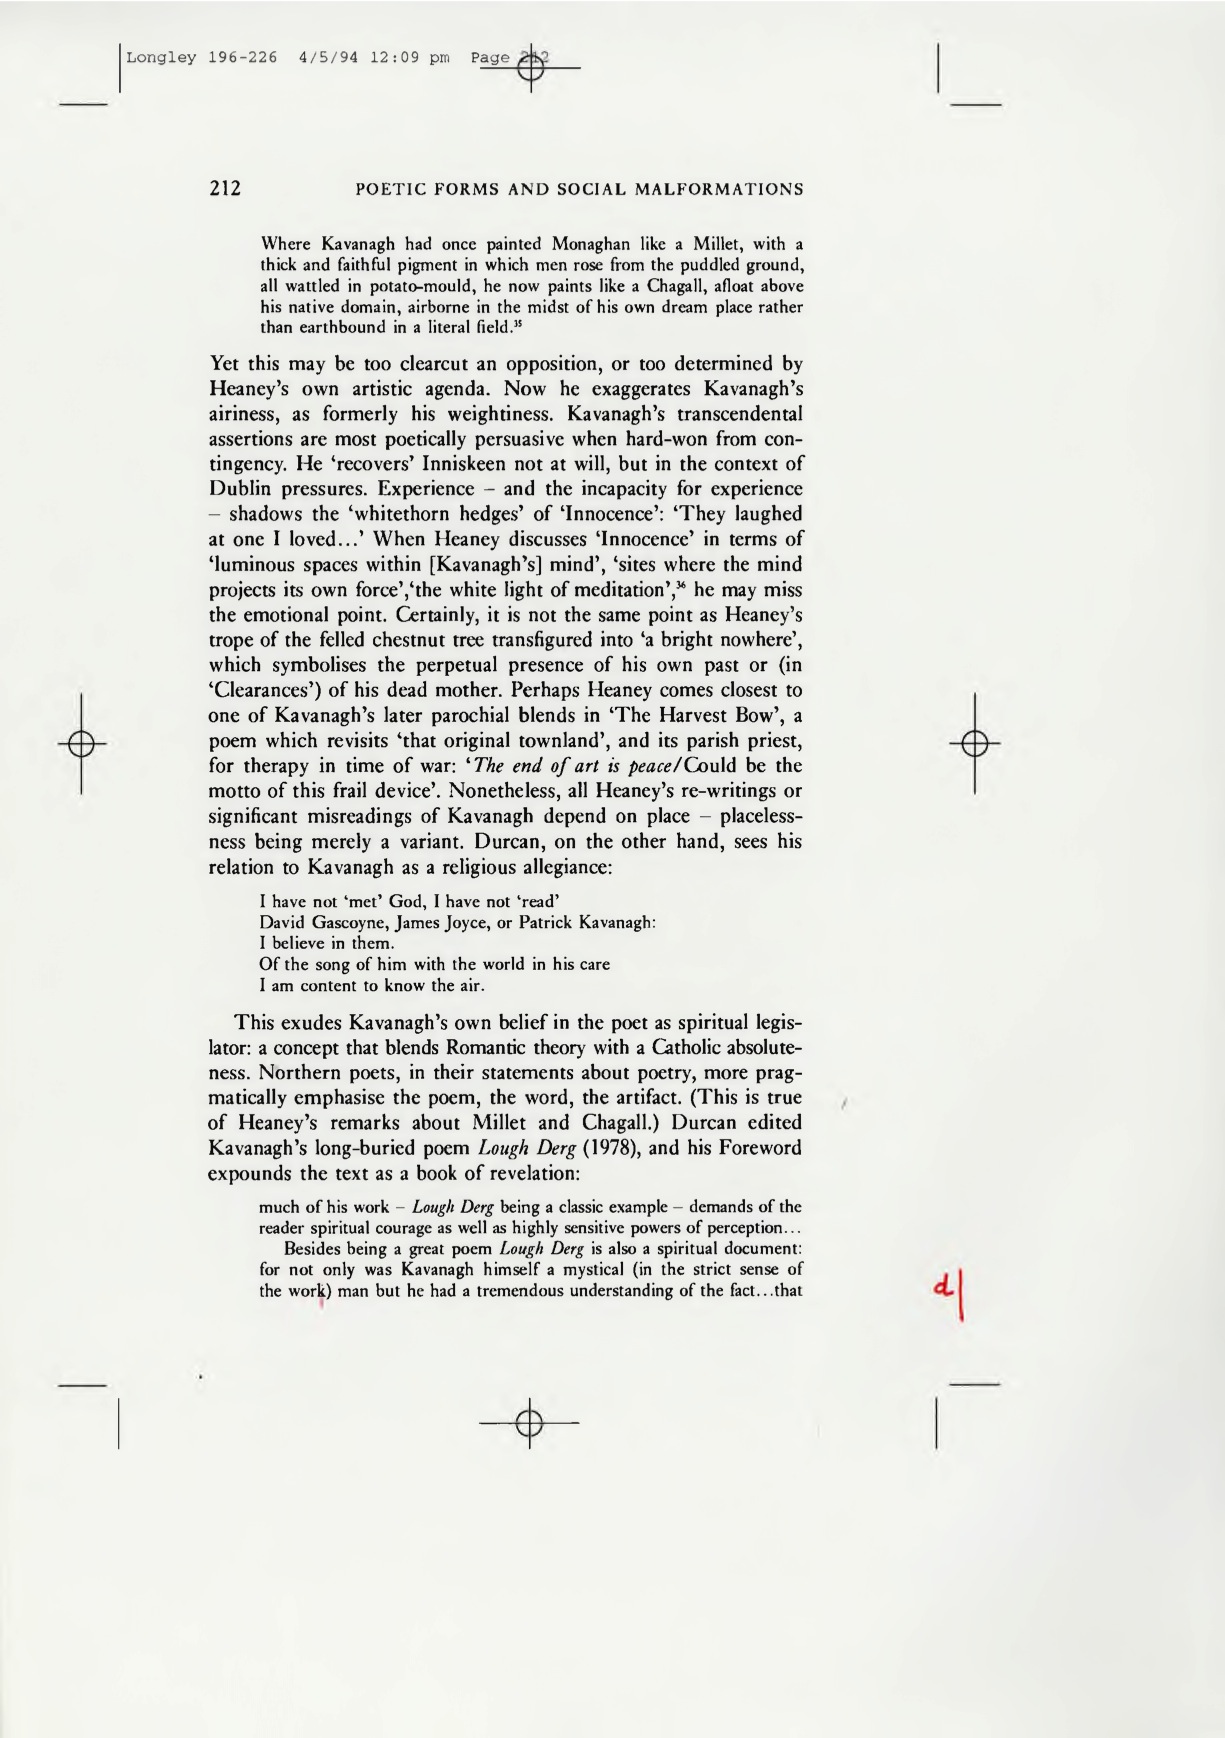 Longley 196-226 4/5/94 12:09 pm Page 212
212 POETIC FORMS AND SOCIAL MALFORMATIONS
Where Kavanagh had once painted Monaghan like a Millet, with a
thick and faithful pigment in which men rose from the puddled ground,
all wattled in potato-mould, he now paints like a Chagall, afloat above
his native domain, airborne in the midst of his own dream place rather
than earthbound in a literal field.³⁵
Yet this may be too clearcut an opposition, or too determined by
Heaney's own artistic agenda. Now he exaggerates Kavanagh's
airiness, as formerly his weightiness. Kavanagh's transcendental
assertions are most poetically persuasive when hard-won from con-
tingency. He ‘recovers’ Inniskeen not at will, but in the context of
Dublin pressures. Experience – and the incapacity for experience
– shadows the ‘whitethorn hedges’ of ‘Innocence’: ‘They laughed
at one I loved...’ When Heaney discusses ‘Innocence’ in terms of
‘luminous spaces within [Kavanagh's] mind’, ‘sites where the mind
projects its own force’,‘the white light of meditation’,³⁶ he may miss
the emotional point. Certainly, it is not the same point as Heaney's
trope of the felled chestnut tree transfigured into ‘a bright nowhere’,
which symbolises the perpetual presence of his own past or (in
‘Clearances’) of his dead mother. Perhaps Heaney comes closest to
one of Kavanagh's later parochial blends in ‘The Harvest Bow’, a
poem which revisits ‘that original townland’, and its parish priest,
for therapy in time of war: ‘The end of art is peace/Could be the
motto of this frail device’. Nonetheless, all Heaney's re-writings or
significant misreadings of Kavanagh depend on place – placeless-
ness being merely a variant. Durcan, on the other hand, sees his
relation to Kavanagh as a religious allegiance:
I have not ‘met’ God, I have not ‘read’
David Gascoyne, James Joyce, or Patrick Kavanagh:
I believe in them.
Of the song of him with the world in his care
I am content to know the air.
This exudes Kavanagh's own belief in the poet as spiritual legis-
lator: a concept that blends Romantic theory with a Catholic absolute-
ness. Northern poets, in their statements about poetry, more prag-
matically emphasise the poem, the word, the artifact. (This is true
of Heaney's remarks about Millet and Chagall.) Durcan edited
Kavanagh's long-buried poem Lough Derg (1978), and his Foreword
expounds the text as a book of revelation:
much of his work – Lough Derg being a classic example – demands of the
reader spiritual courage as well as highly sensitive powers of perception...
Besides being a great poem Lough Derg is also a spiritual document:
for not only was Kavanagh himself a mystical (in the strict sense of
the work) man but he had a tremendous understanding of the fact...that
d|